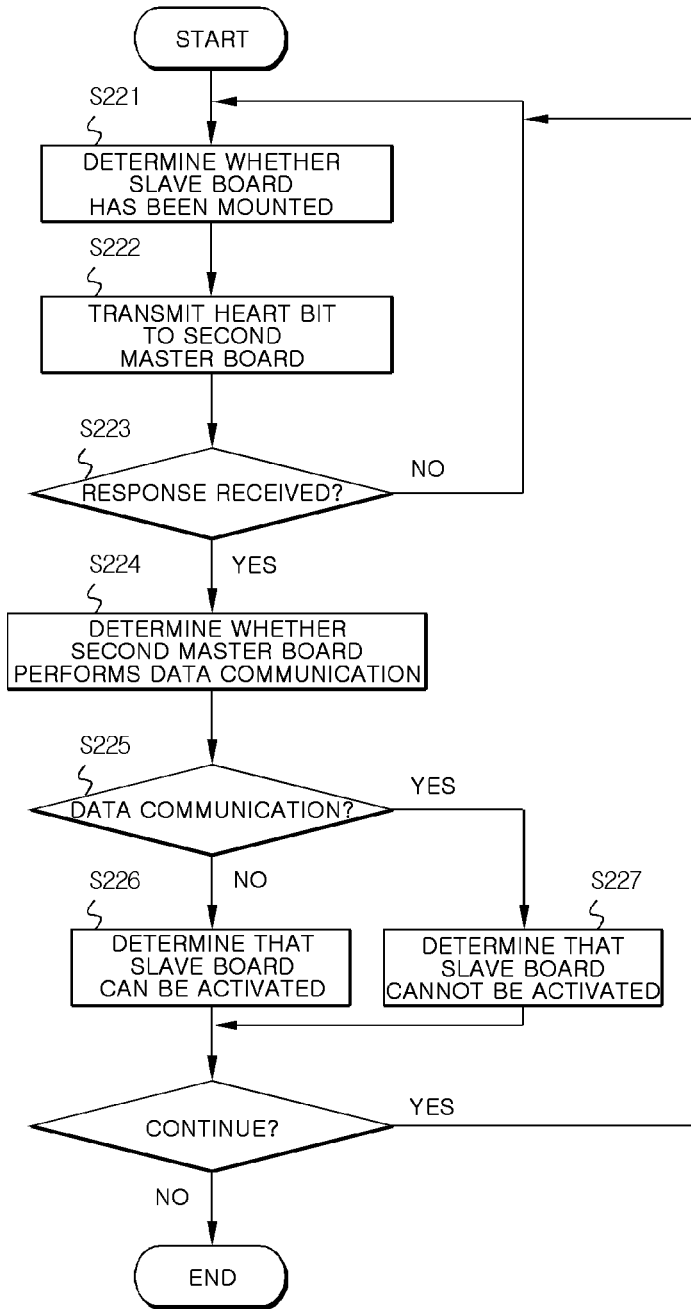 START
S221
DETERMINE WHETHER
SLAVE BOARD
HAS BEEN MOUNTED
S222
TRANSMIT HEART BIT
TO SECOND
MASTER BOARD
S223
RESPONSE RECEIVED?
NO
YES
S224
DETERMINE WHETHER
SECOND MASTER BOARD
PERFORMS DATA COMMUNICATION
S225
DATA COMMUNICATION?
YES
NO
S226
DETERMINE THAT
SLAVE BOARD
CAN BE ACTIVATED
S227
DETERMINE THAT
SLAVE BOARD
CANNOT BE ACTIVATED
CONTINUE?
YES
NO
END